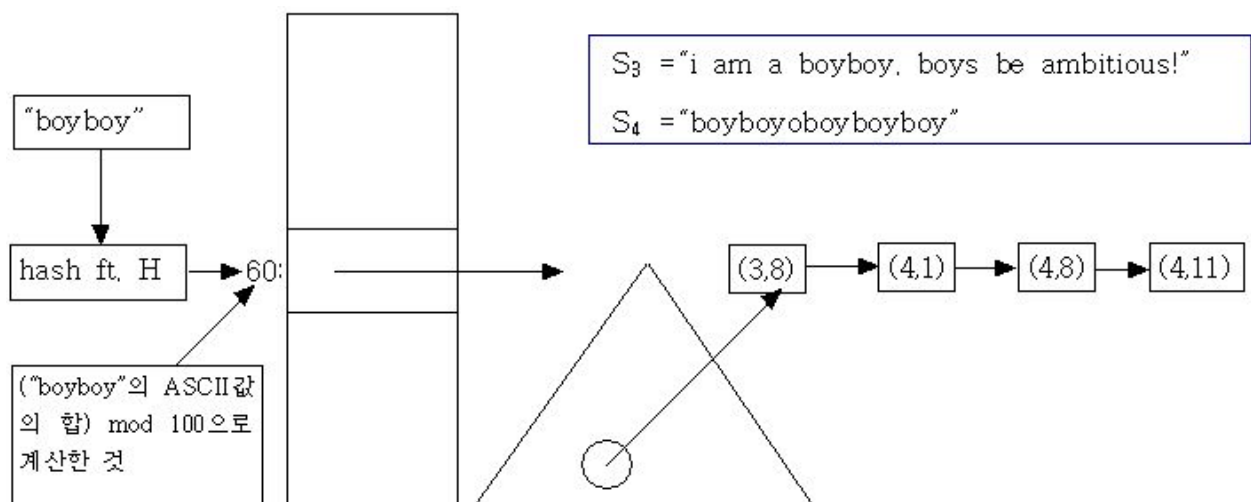 S₃ ="i am a boyboy, boys be ambitious!"
S₄ ="boyboyoboyboyboy"
"boyboy"
hash ft, H
60:
(3,8)
(4,1)
(4,8)
(4,11)
("boyboy"의 ASCII값
의 합) mod 100으로
계산한 것